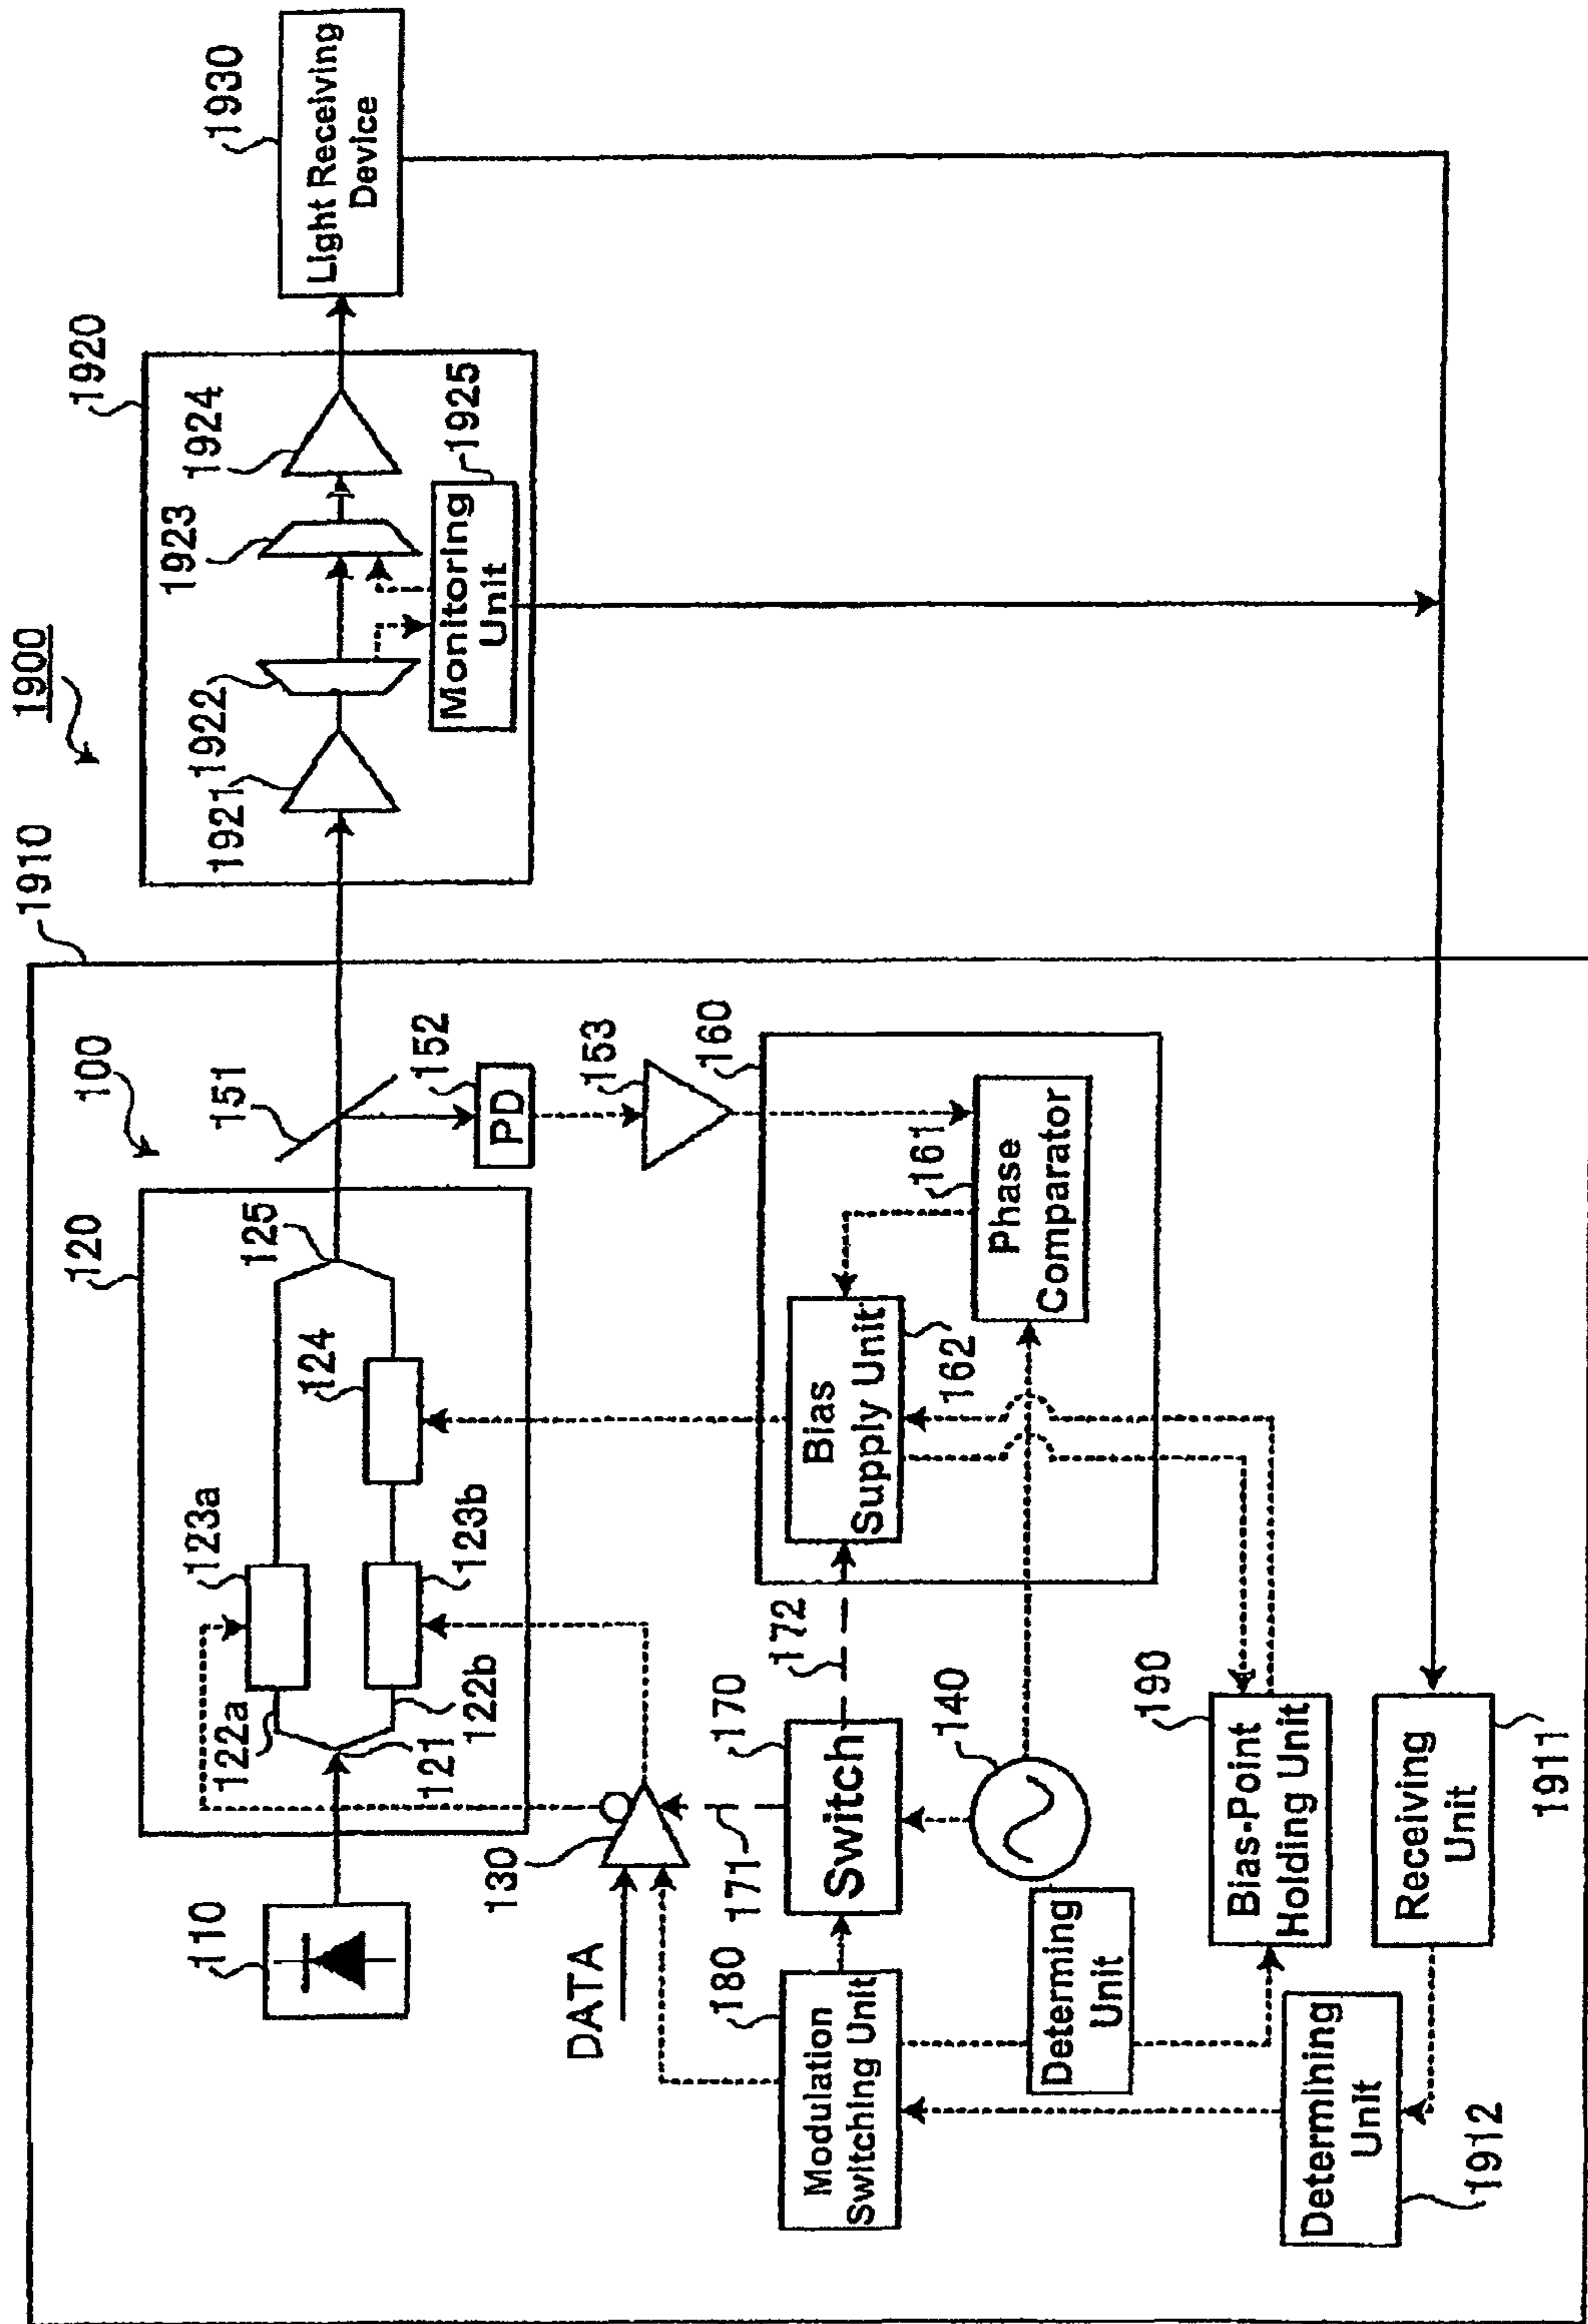 1900
1910
1920
1930
100
120
110
121
122a
122b
123a
123b
124
125
151
152
PD
153
160
1921
1922
1923
1924
Monitoring
Unit
1925
Light Receiving
Device
DATA
130
171
170
Switch
172
Bias
Supply Unit
162
161
Phase
Comparator
180
Modulation
Switching Unit
140
Determing
Unit
190
Bias-Point
Holding Unit
Determining
Unit
1912
Receiving
Unit
1911